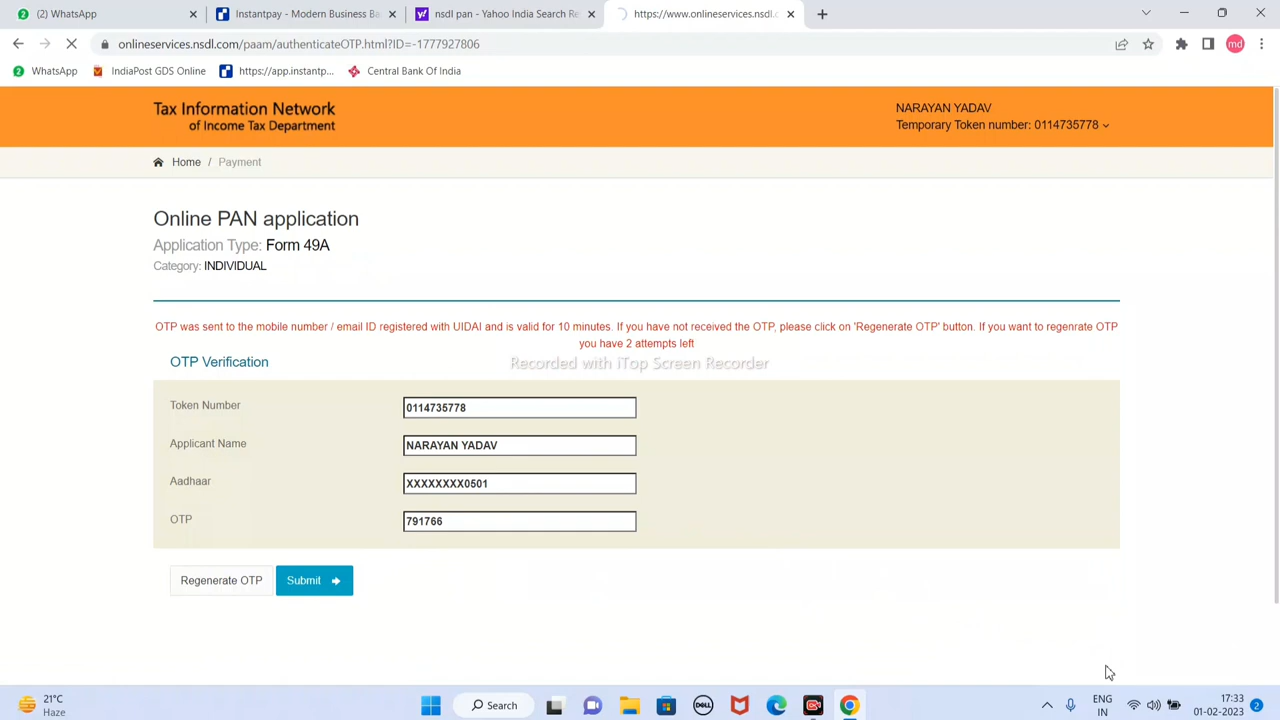 (2) WhatsApp
Instantpay - Modern Business Ba
nsdl pan - Yahoo India Search Re
https://www.onlineservices.nsdl.c
onlineservices.nsdl.com/paam/authenticateOTP.html?ID=-1777927806
md
2 WhatsApp
IndiaPost GDS Online
https://app.instantp...
Central Bank Of India
Tax Information Network
of Income Tax Department
NARAYAN YADAV
Temporary Token number: 0114735778
Home / Payment
Online PAN application
Application Type: Form 49A
Category: INDIVIDUAL
OTP was sent to the mobile number / email ID registered with UIDAI and is valid for 10 minutes. If you have not received the OTP, please click on 'Regenerate OTP' button. If you want to regenrate OTP
you have 2 attempts left
OTP Verification
Recorded with iTop Screen Recorder
Token Number 0114735778
Applicant Name NARAYAN YADAV
Aadhaar XXXXXXXX0501
OTP 791766
Regenerate OTP Submit
21°C
Haze
Search
DELL
ENG
IN
17:33
01-02-2023
2